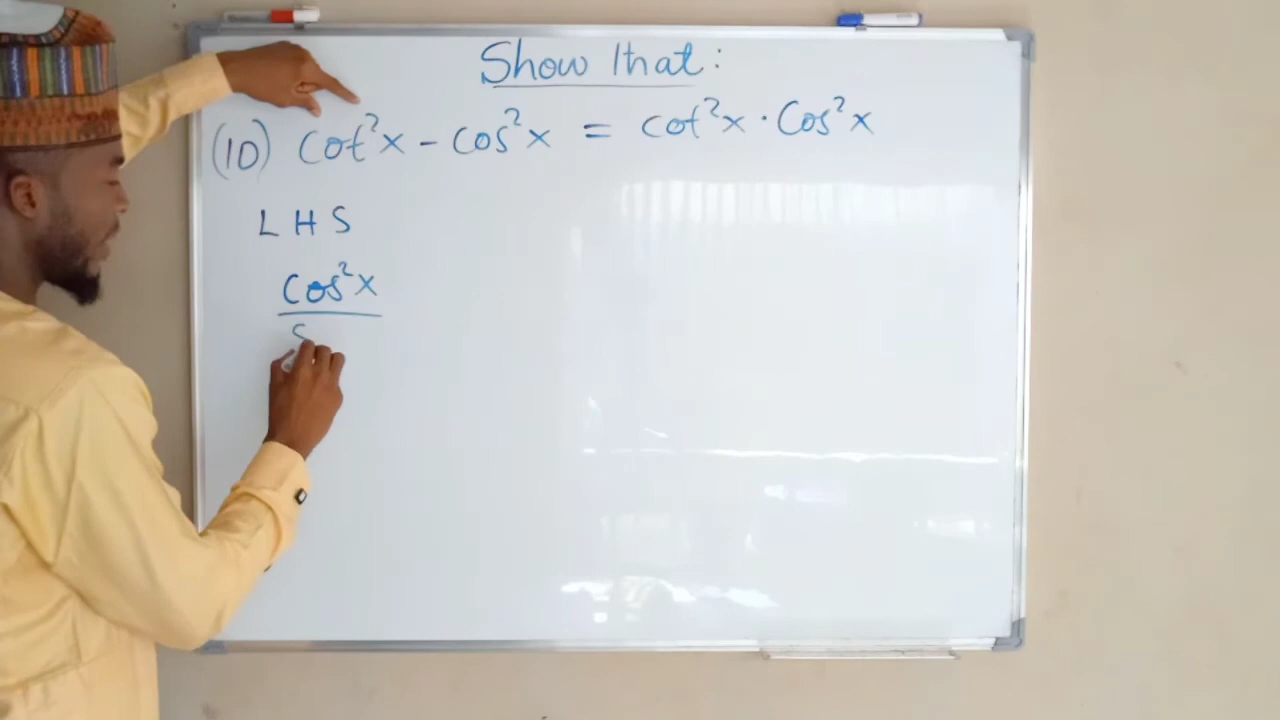 Show that:
(10) cot²x - cos²x = cot²x · Cos²x
LHS
Cos²x
S